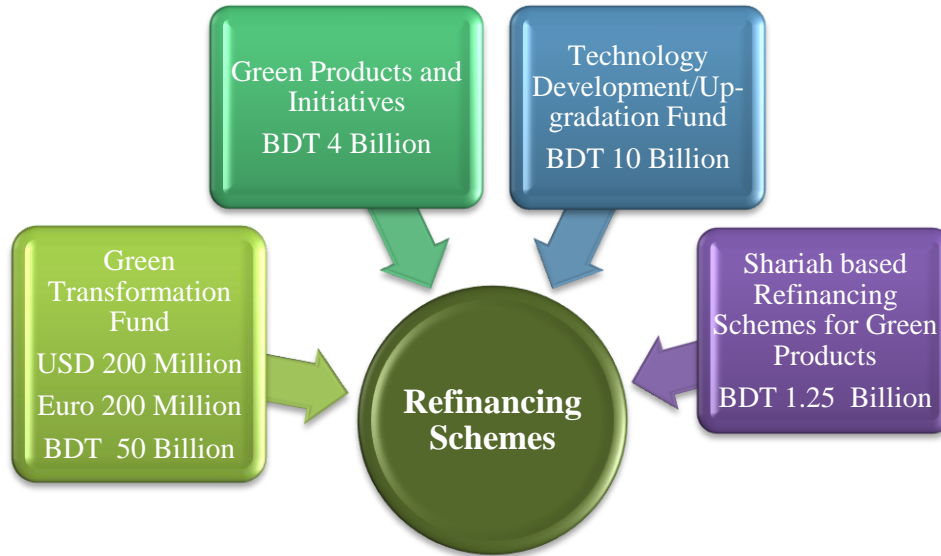 Green Products and
Initiatives
BDT 4 Billion
Technology
Development/Up-
gradation Fund
BDT 10 Billion
Green
Transformation
Fund
USD 200 Million
Euro 200 Million
BDT 50 Billion
Shariah based
Refinancing
Schemes for Green
Products
BDT 1.25 Billion
Refinancing
Schemes